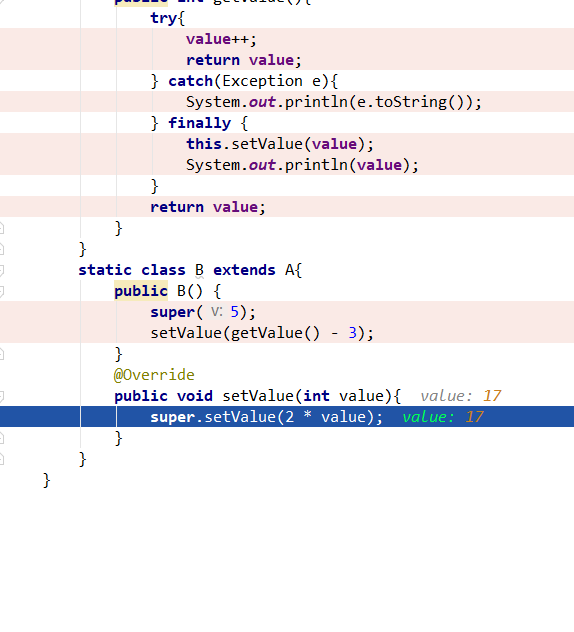 public int getValue(){
try{
value++;
return value;
} catch(Exception e){
System.out.println(e.toString());
} finally {
this.setValue(value);
System.out.println(value);
}
return value;
}
}
static class B extends A{
public B() {
super( v: 5);
setValue(getValue() - 3);
}
@Override
public void setValue(int value){ value: 17
super.setValue(2 * value); value: 17
}
}
}